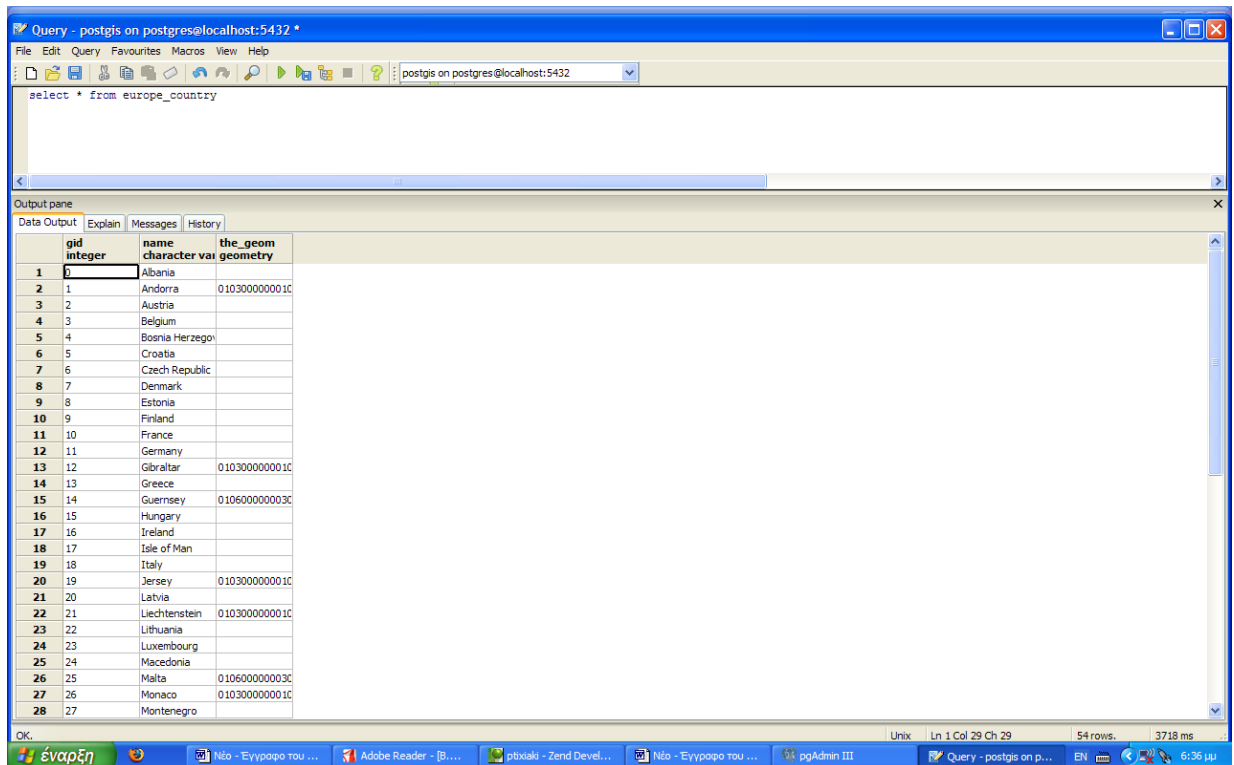 Query - postgis on postgres@localhost:5432 *
File Edit Query Favourites Macros View Help
postgis on postgres@localhost:5432
select * from europe_country
Output pane
Data Output Explain Messages History
gid name the_geom
integer character var geometry
1 0 Albania
2 1 Andorra 0103000000010
3 2 Austria
4 3 Belgium
5 4 Bosnia Herzegov
6 5 Croatia
7 6 Czech Republic
8 7 Denmark
9 8 Estonia
10 9 Finland
11 10 France
12 11 Germany
13 12 Gibraltar 0103000000010
14 13 Greece
15 14 Guernsey 0106000000030
16 15 Hungary
17 16 Ireland
18 17 Isle of Man
19 18 Italy
20 19 Jersey 0103000000010
21 20 Latvia
22 21 Liechtenstein 0103000000010
23 22 Lithuania
24 23 Luxembourg
25 24 Macedonia
26 25 Malta 0106000000030
27 26 Monaco 0103000000010
28 27 Montenegro
OK. Unix Ln 1 Col 29 Ch 29 54 rows. 3718 ms
έναρξη Νέο - Έγγραφο του ... Adobe Reader - [B.... ptixiaki - Zend Devel... Νέο - Έγγραφο του ... pgAdmin III Query - postgis on p... EN 6:36 μμ